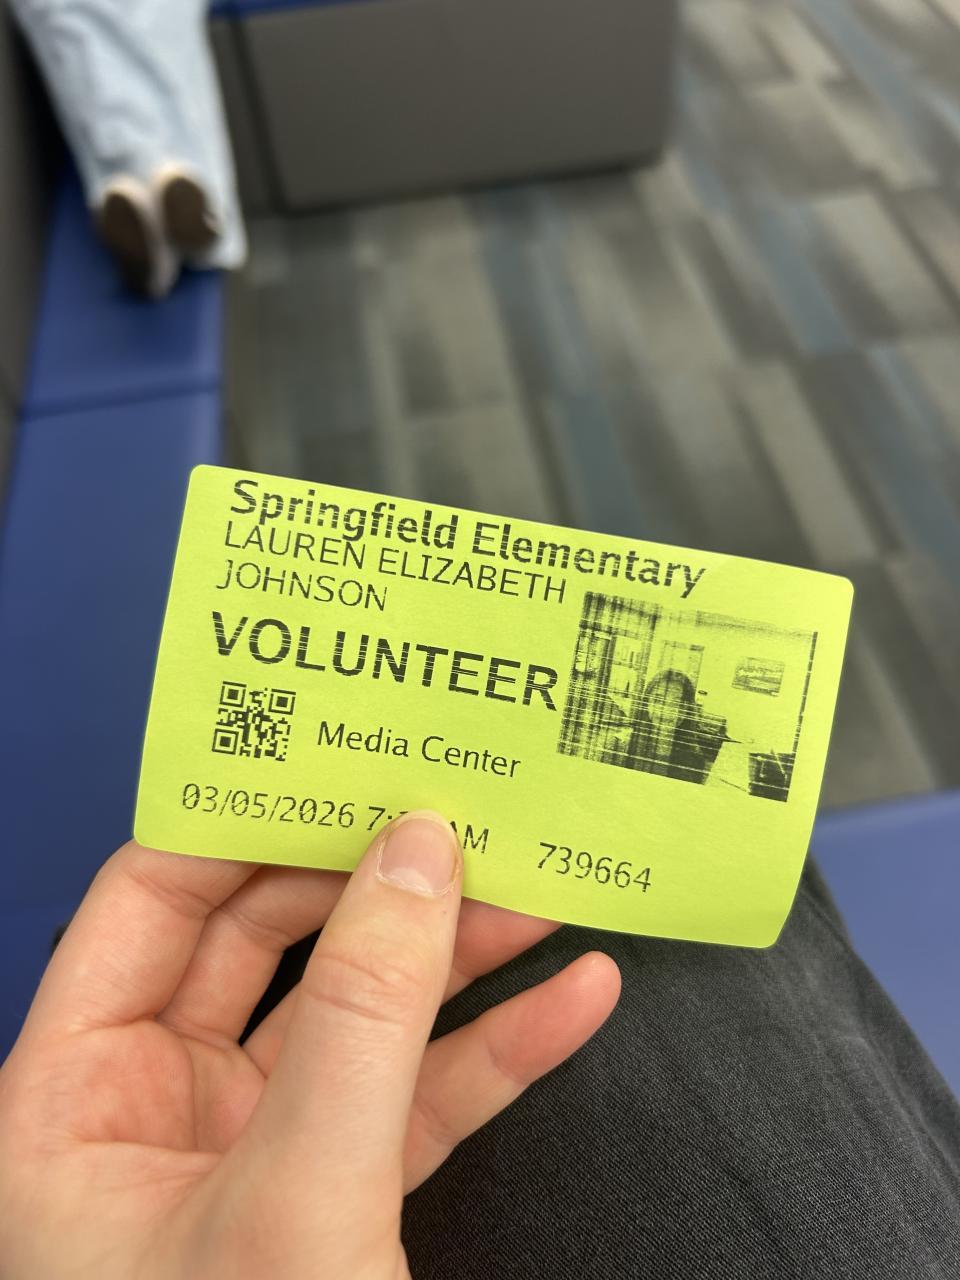 Springfield Elementary
LAUREN ELIZABETH
JOHNSON
VOLUNTEER
Media Center
03/05/2026 AM 739664